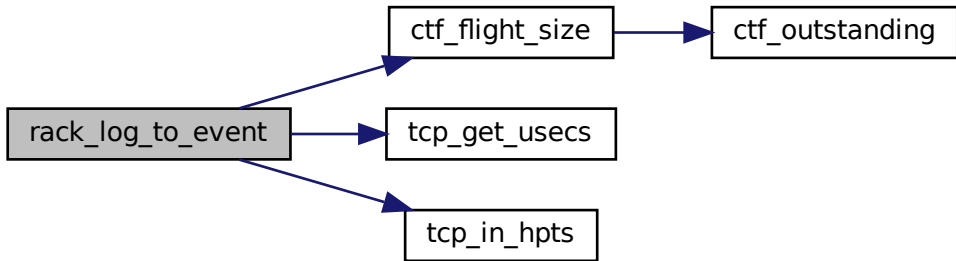 ctf_flight_size
ctf_outstanding
rack_log_to_event
tcp_get_usecs
tcp_in_hpts